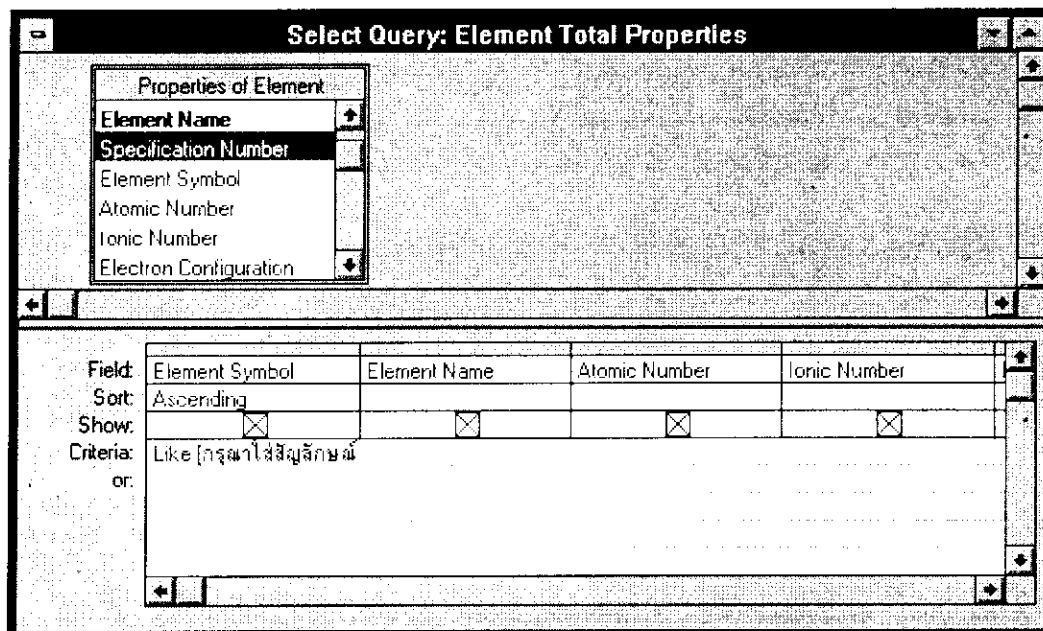 Select Query: Element Total Properties
Properties of Element
Element Name
Specification Number
Element Symbol
Atomic Number
Ionic Number
Electron Configuration
Field: Element Symbol Element Name Atomic Number Ionic Number
Sort: Ascending
Show:
Criteria: Like [กรุณาใส่สัญลักษณ์
or: